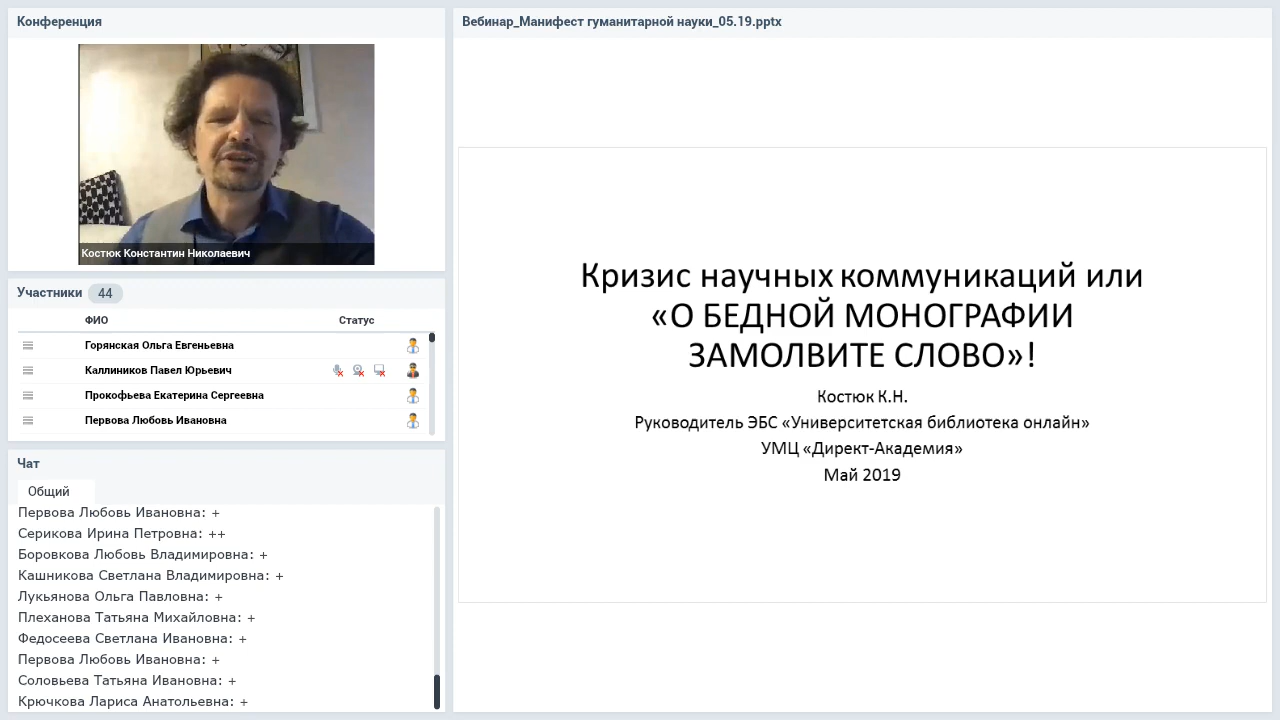 Конференция
Костюк Константин Николаевич
Участники 44
ФИО Статус
Горянская Ольга Евгеньевна
Каллиников Павел Юрьевич
Прокофьева Екатерина Сергеевна
Первова Любовь Ивановна
Чат
Общий
Первова Любовь Ивановна: +
Серикова Ирина Петровна: ++
Боровкова Любовь Владимировна: +
Кашникова Светлана Владимировна: +
Лукьянова Ольга Павловна: +
Плеханова Татьяна Михайловна: +
Федосеева Светлана Ивановна: +
Первова Любовь Ивановна: +
Соловьева Татьяна Ивановна: +
Крючкова Лариса Анатольевна: +
Вебинар_Манифест гуманитарной науки_05.19.pptx
Кризис научных коммуникаций или
«О БЕДНОЙ МОНОГРАФИИ
ЗАМОЛВИТЕ СЛОВО»!
Костюк К.Н.
Руководитель ЭБС «Университетская библиотека онлайн»
УМЦ «Директ-Академия»
Май 2019